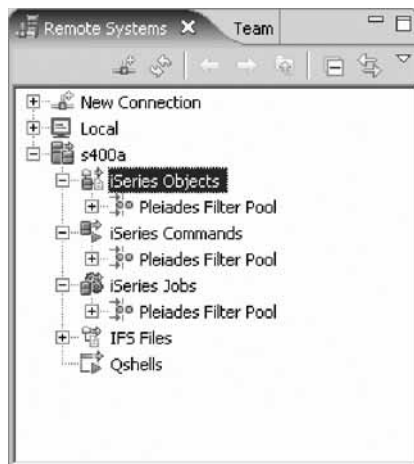 Remote Systems Team
New Connection
Local
s400a
iSeries Objects
Pleiades Filter Pool
iSeries Commands
Pleiades Filter Pool
iSeries Jobs
Pleiades Filter Pool
IFS Files
Qshells